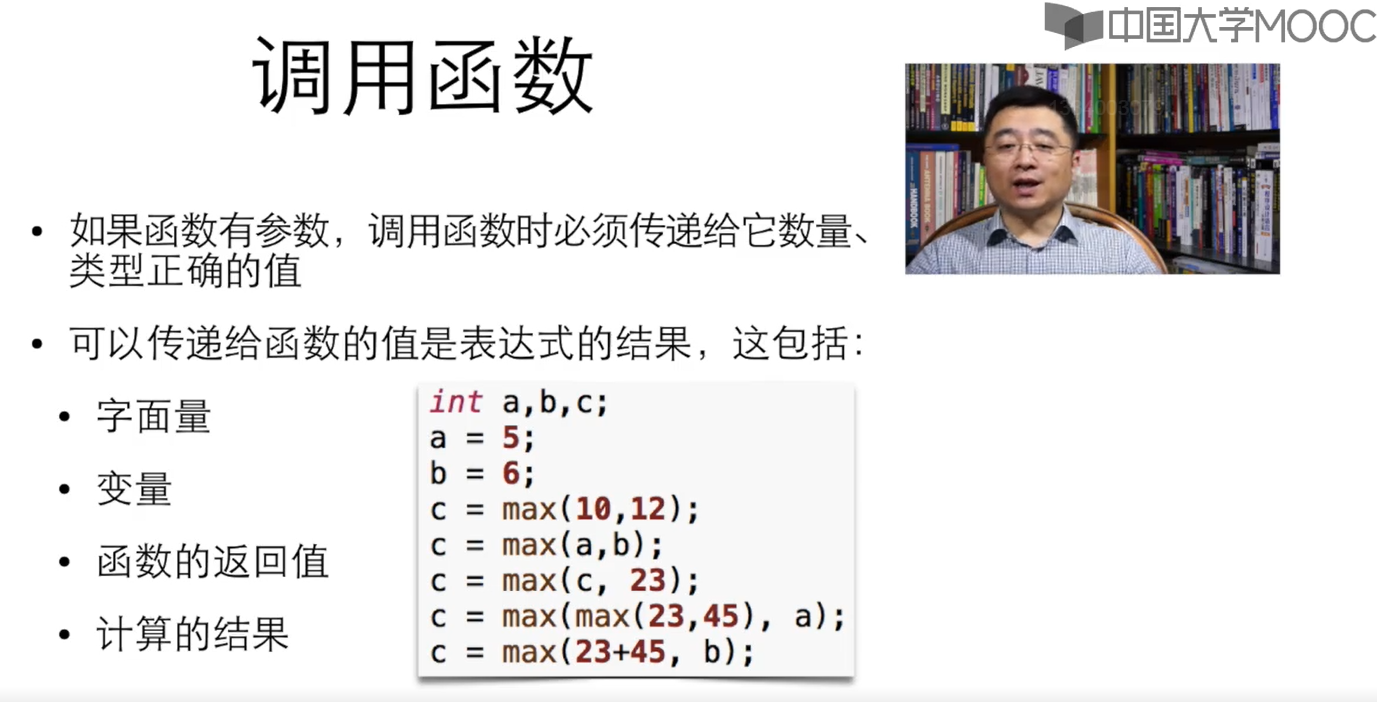 中国大学MOOC
调用函数
• 如果函数有参数，调用函数时必须传递给它数量、
类型正确的值
• 可以传递给函数的值是表达式的结果，这包括：
• 字面量
• 变量
• 函数的返回值
• 计算的结果
int a,b,c;
a = 5;
b = 6;
c = max(10,12);
c = max(a,b);
c = max(c, 23);
c = max(max(23,45), a);
c = max(23+45, b);